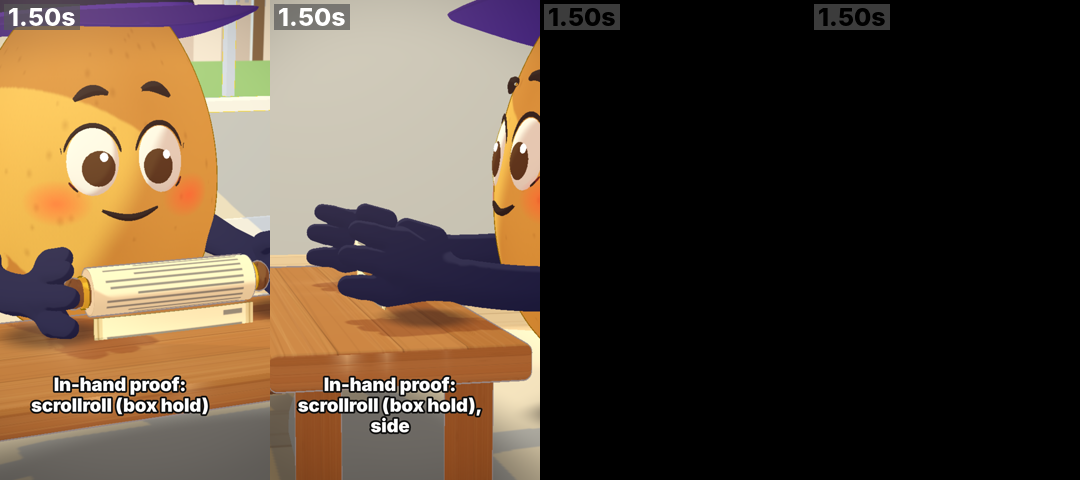 1.50s
1.50s
1.50s
1.50s
In-hand proof:
scrollroll (box hold)
In-hand proof:
scrollroll (box hold),
side